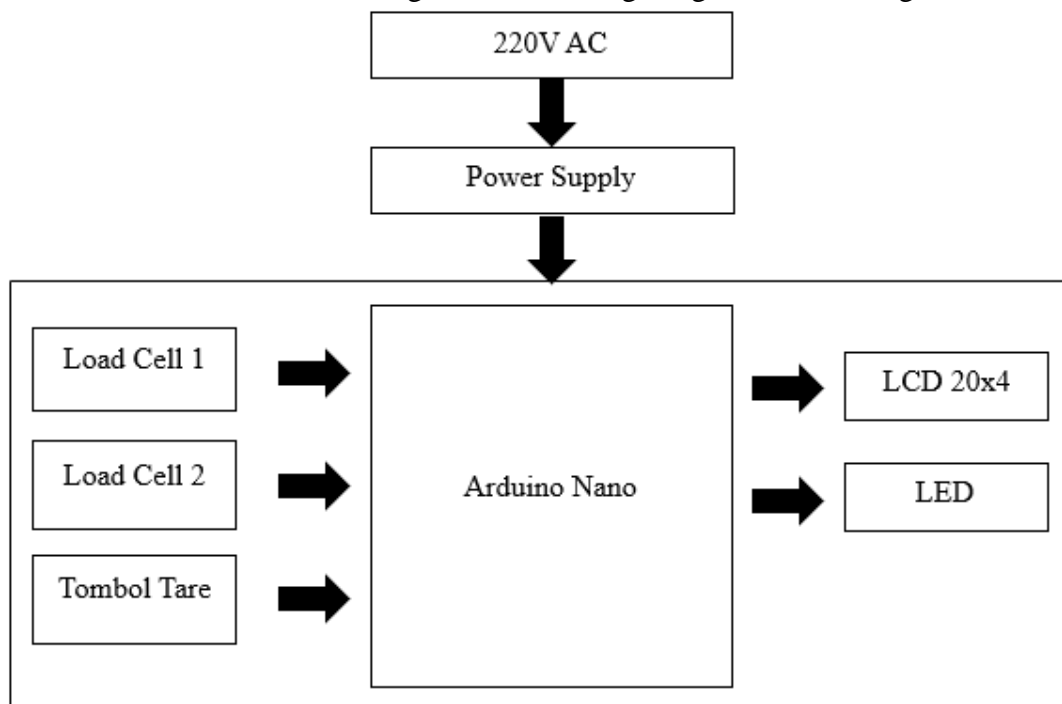 220V AC
Power Supply
Load Cell 1
Load Cell 2
Tombol Tare
Arduino Nano
LCD 20x4
LED